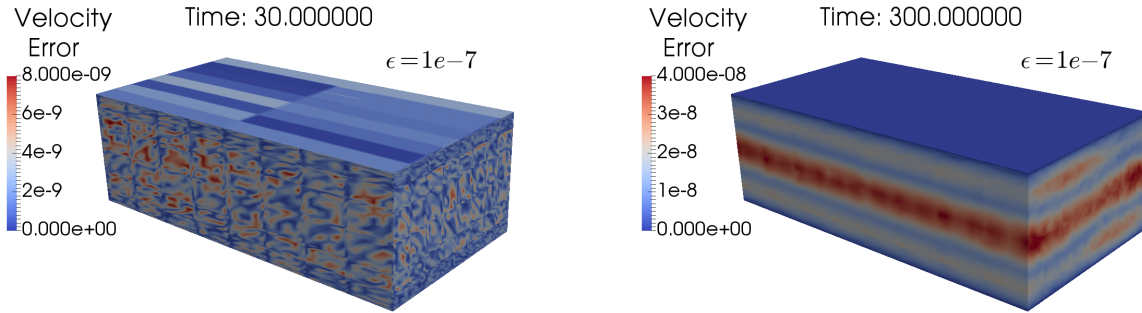 Velocity Error
Time: 30.000000
ϵ=1e−7
8.000e-09
6e-9
4e-9
2e-9
0.000e+00
Velocity Error
Time: 300.000000
ϵ=1e−7
4.000e-08
3e-8
2e-8
1e-8
0.000e+00